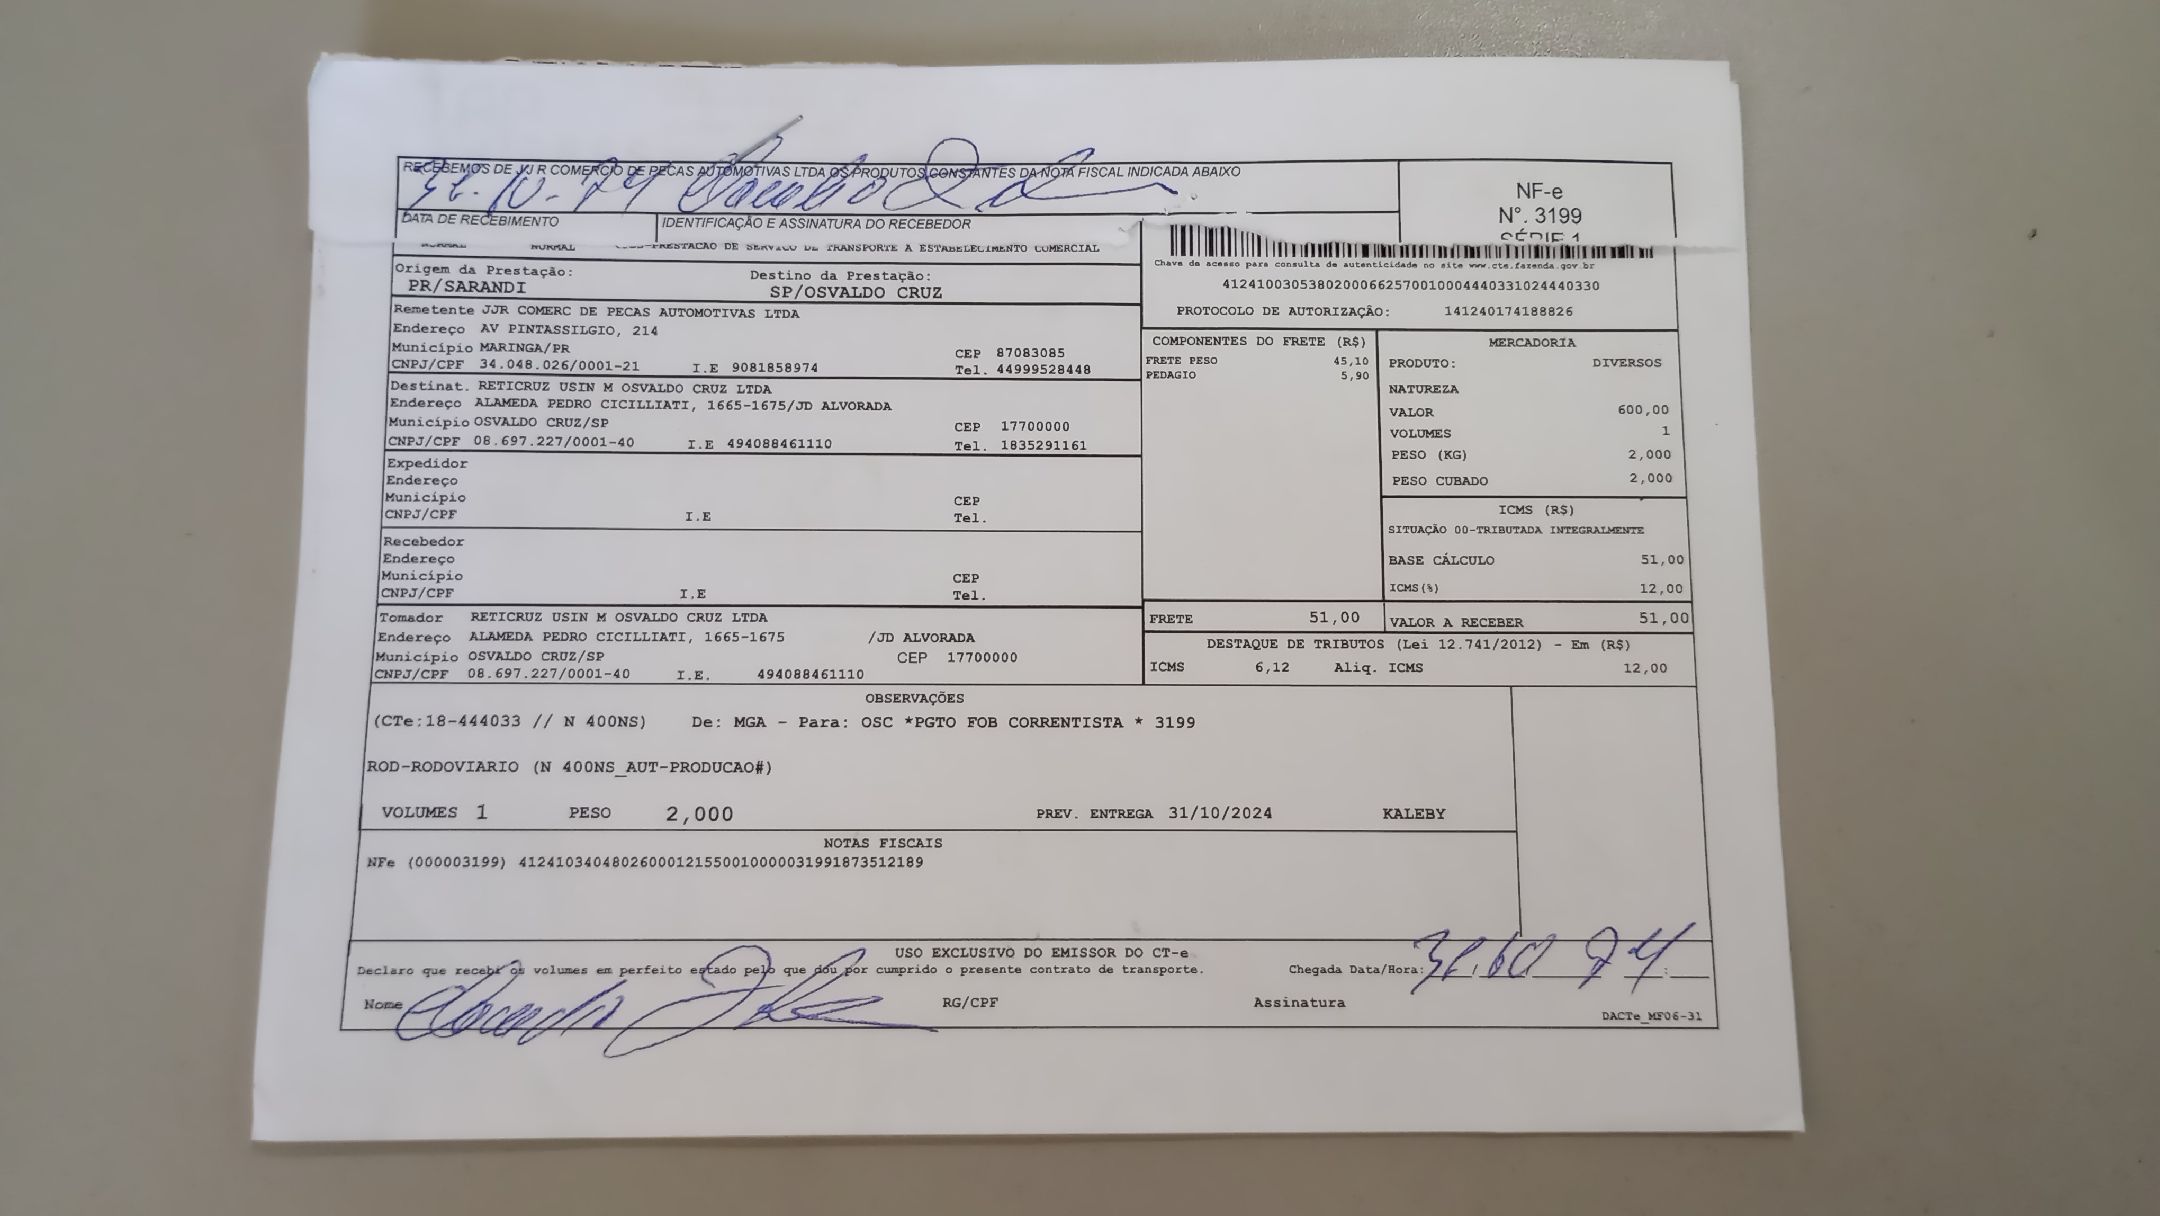 RECEBEMOS DE JJ R COMERCIO DE PECAS AUTOMOTIVAS LTDA OS PRODUTOS CONSTANTES DA NOTA FISCAL INDICADA ABAIXO
NF-e
N°. 3199
SÉRIE 1
DATA DE RECEBIMENTO
IDENTIFICAÇÃO E ASSINATURA DO RECEBEDOR
NORMAL NORMAL PRESTACAO DE SERVICO DE TRANSPORTE A ESTABELECIMENTO COMERCIAL
Chave de acesso para consulta de autenticidade no site www.cte.fazenda.gov.br
41241003053802000662570010004440331024440330
PROTOCOLO DE AUTORIZAÇÃO: 141240174188826
Origem da Prestação: Destino da Prestação:
PR/SARANDI SP/OSVALDO CRUZ
Remetente JJR COMERC DE PECAS AUTOMOTIVAS LTDA
Endereço AV PINTASSILGIO, 214
Município MARINGA/PR CEP 87083085
CNPJ/CPF 34.048.026/0001-21 I.E 9081858974 Tel. 44999528448
Destinat. RETICRUZ USIN M OSVALDO CRUZ LTDA
Endereço ALAMEDA PEDRO CICILLIATI, 1665-1675/JD ALVORADA
Município OSVALDO CRUZ/SP CEP 17700000
CNPJ/CPF 08.697.227/0001-40 I.E 494088461110 Tel. 1835291161
Expedidor
Endereço
Município CEP
CNPJ/CPF I.E Tel.
Recebedor
Endereço
Município CEP
CNPJ/CPF I.E Tel.
Tomador RETICRUZ USIN M OSVALDO CRUZ LTDA
Endereço ALAMEDA PEDRO CICILLIATI, 1665-1675 /JD ALVORADA
Município OSVALDO CRUZ/SP CEP 17700000
CNPJ/CPF 08.697.227/0001-40 I.E. 494088461110
COMPONENTES DO FRETE (R$)
FRETE PESO 45,10
PEDAGIO 5,90
MERCADORIA
PRODUTO: DIVERSOS
NATUREZA
VALOR 600,00
VOLUMES 1
PESO (KG) 2,000
PESO CUBADO 2,000
ICMS (R$)
SITUAÇÃO 00-TRIBUTADA INTEGRALMENTE
BASE CÁLCULO 51,00
ICMS(%) 12,00
FRETE 51,00 VALOR A RECEBER 51,00
DESTAQUE DE TRIBUTOS (Lei 12.741/2012) - Em (R$)
ICMS 6,12 Aliq. ICMS 12,00
OBSERVAÇÕES
(CTe:18-444033 // N 400NS) De: MGA - Para: OSC *PGTO FOB CORRENTISTA * 3199
ROD-RODOVIARIO (N 400NS_AUT-PRODUCAO#)
VOLUMES 1 PESO 2,000 PREV. ENTREGA 31/10/2024 KALEBY
NOTAS FISCAIS
NFe (000003199) 41241034048026000121550010000031991873512189
USO EXCLUSIVO DO EMISSOR DO CT-e
Declaro que recebi os volumes em perfeito estado pelo que dou por cumprido o presente contrato de transporte. Chegada Data/Hora:
Nome RG/CPF Assinatura
DACTe_MF06-31